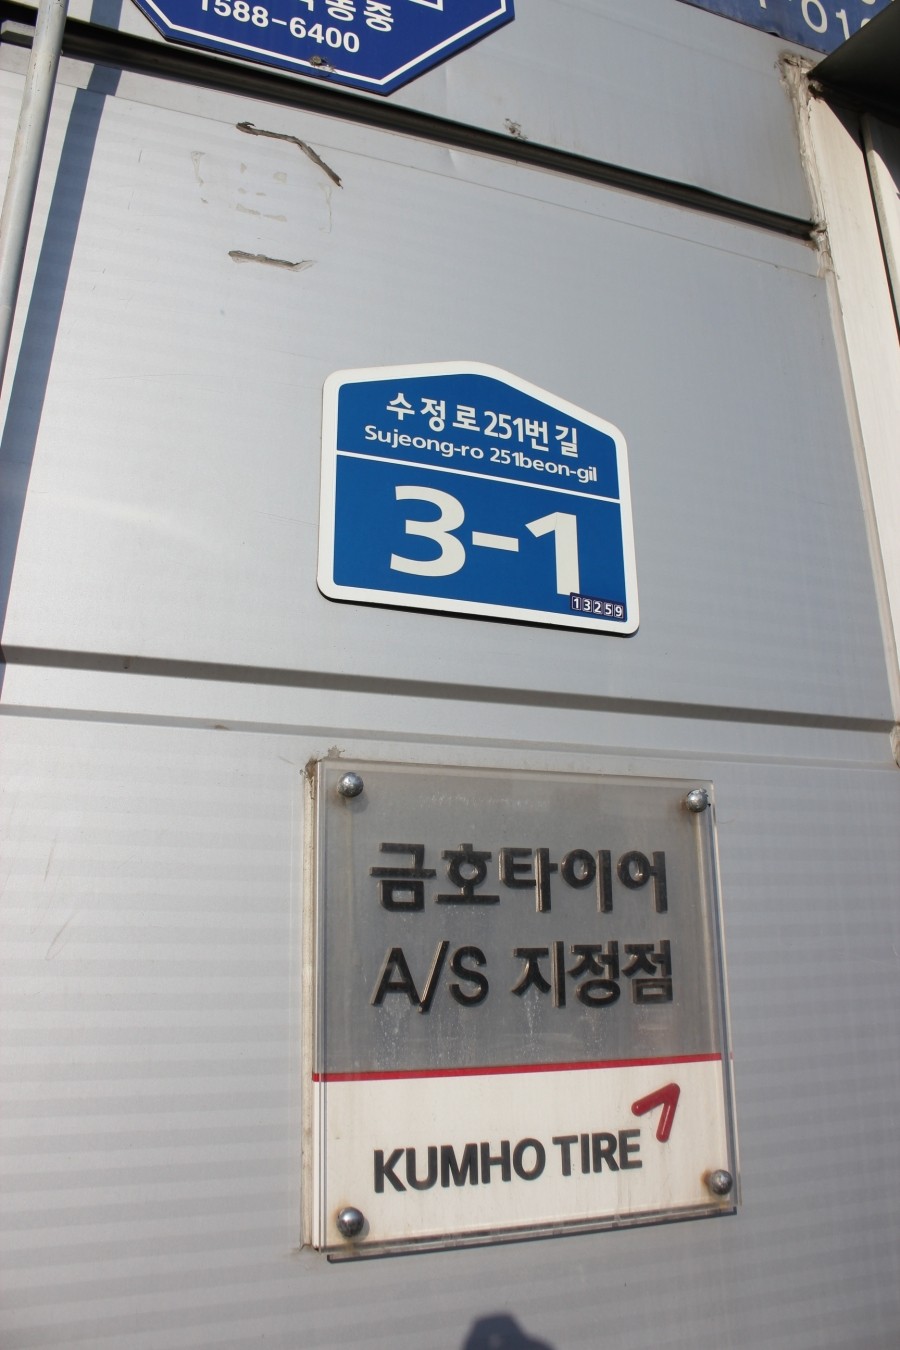 1588-6400
수정로251번길
Sujeong-ro 251beon-gil
3-1
13259
금호타이어
A/S 지정점
KUMHO TIRE